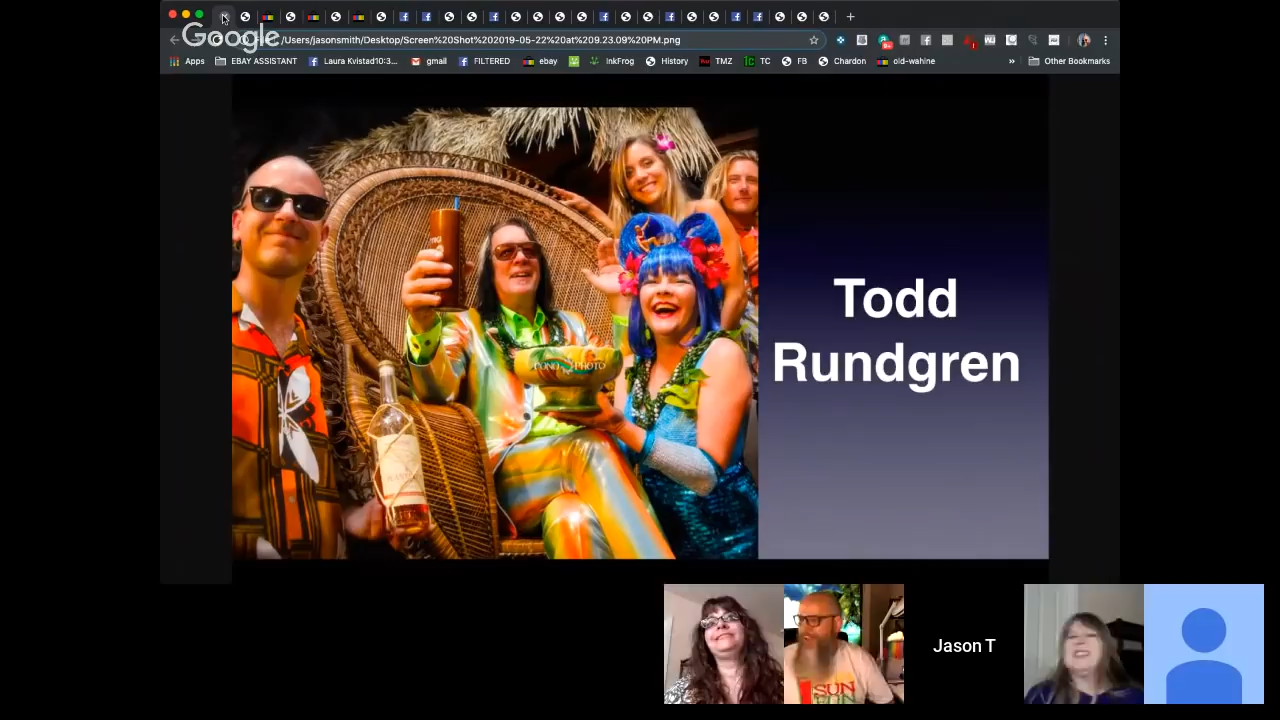 Google
/Users/jasonsmith/Desktop/Screen%20Shot%202019-05-22%20at%209.23.09%20PM.png
Apps EBAY ASSISTANT Laura Kvistad10:3... gmail FILTERED ebay InkFrog History TMZ TC FB Chardon old-wahine » Other Bookmarks
Todd
Rundgren
Jason T
SUN